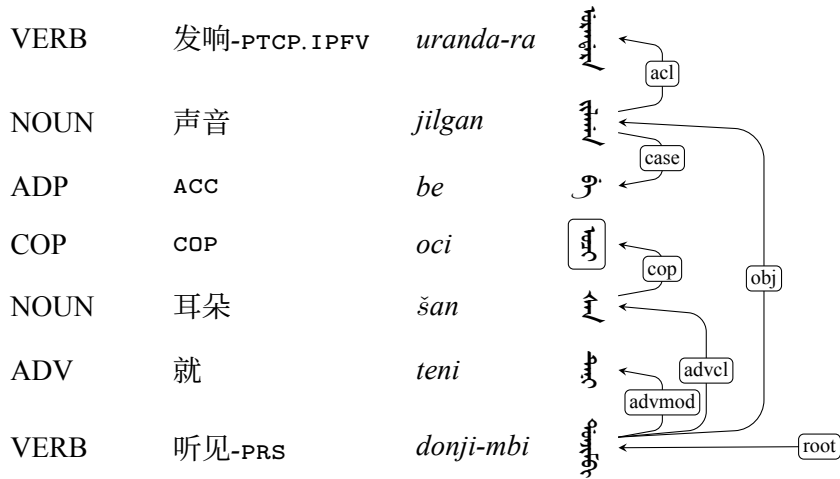 VERB 发响-PTCP.IPFV uranda-ra ᡠᡵᠠᠨᡩᠠᡵᠠ
acl
NOUN 声音 jilgan ᠵᡳᠯᡤᠠᠨ
case
ADP ACC be ᠪᡝ
COP COP oci ᠣᠴᡳ
cop obj
NOUN 耳朵 šan ᡧᠠᠨ
ADV 就 teni ᡨᡝᠨᡳ advcl
advmod
VERB 听见-PRS donji-mbi ᡩᠣᠨᠵᡳᠮᠪᡳ root